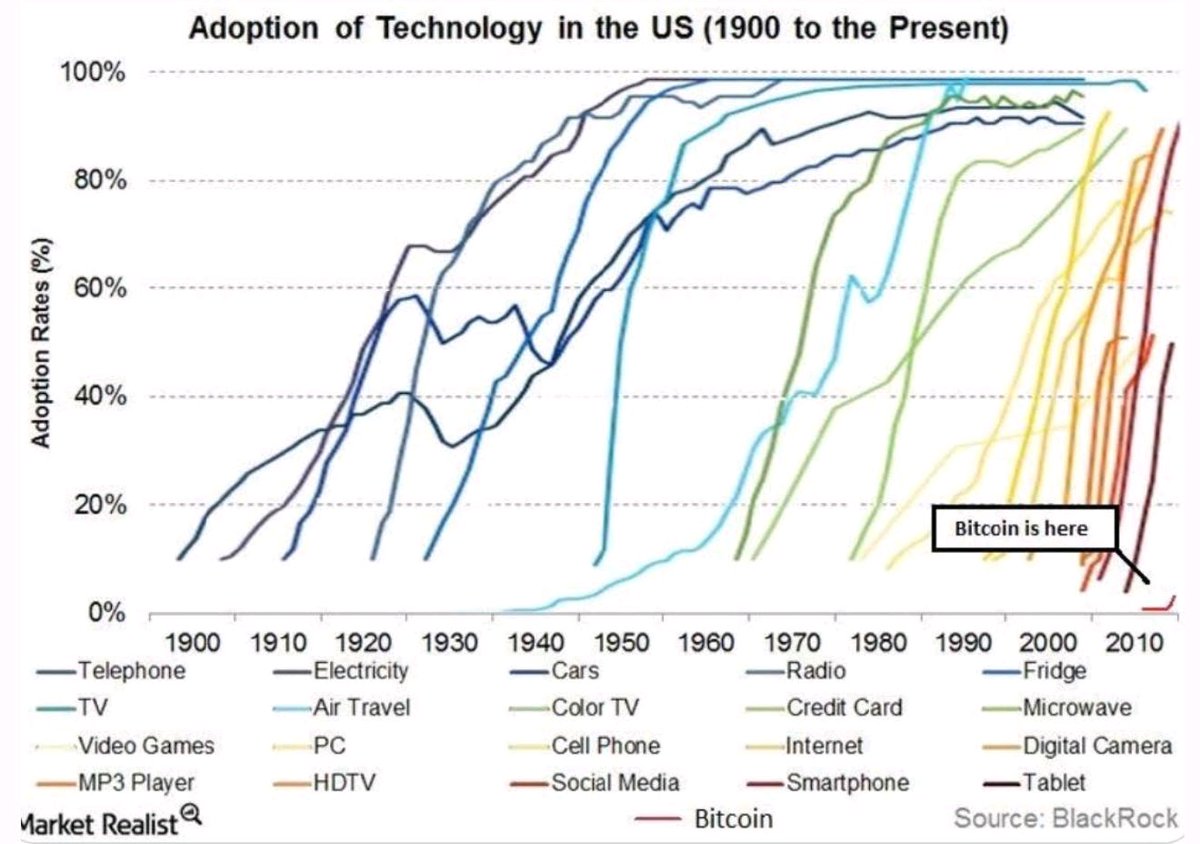 Adoption of Technology in the US (1900 to the Present)
100%
80%
60%
40%
20%
0%
Adoption Rates (%)
Bitcoin is here
1900 1910 1920 1930 1940 1950 1960 1970 1980 1990 2000 2010
Telephone Electricity Cars Radio Fridge
TV Air Travel Color TV Credit Card Microwave
Video Games PC Cell Phone Internet Digital Camera
MP3 Player HDTV Social Media Smartphone Tablet
Market Realist Bitcoin Source: BlackRock